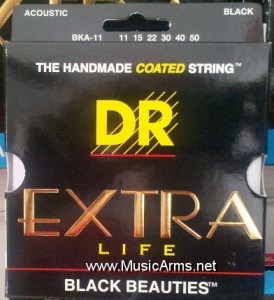 ACOUSTIC BLACK
BKA-11 11 15 22 30 40 50
THE HANDMADE COATED STRING™
DR
EXTRA
LIFE
www.MusicArms.net
BLACK BEAUTIES™